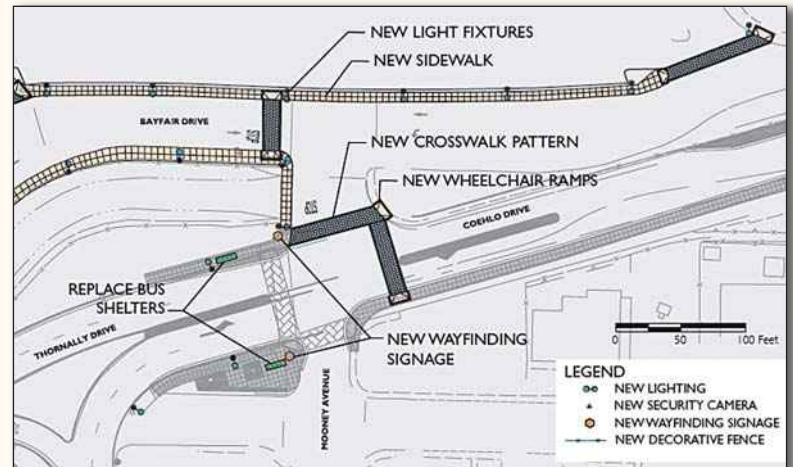 NEW LIGHT FIXTURES
NEW SIDEWALK
BAYFAIR DRIVE
STOP
NEW CROSSWALK PATTERN
NEW WHEELCHAIR RAMPS
STOP
COEHLO DRIVE
REPLACE BUS
SHELTERS
THORNALLY DRIVE
NEW WAYFINDING
SIGNAGE
MOONEY AVENUE
0 50 100 Feet
LEGEND
NEW LIGHTING
NEW SECURITY CAMERA
NEW WAYFINDING SIGNAGE
NEW DECORATIVE FENCE